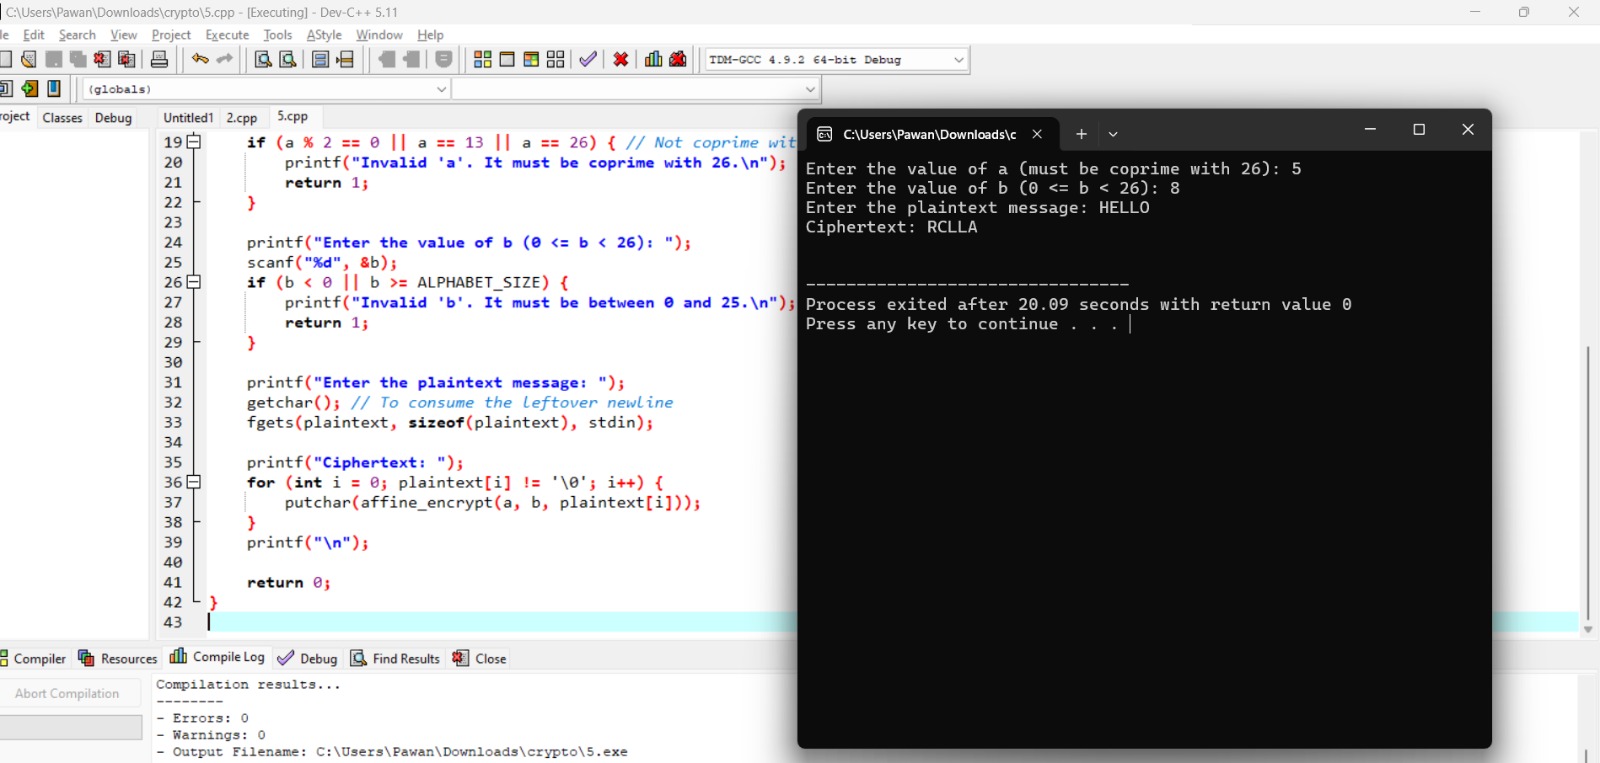 C:\Users\Pawan\Downloads\crypto\5.cpp - [Executing] - Dev-C++ 5.11
Edit Search View Project Execute Tools AStyle Window Help
TDM-GCC 4.9.2 64-bit Debug
(globals)
Classes Debug
Untitled1 2.cpp 5.cpp
19 if (a % 2 == 0 || a == 13 || a == 26) { // Not coprime wit
20 printf("Invalid 'a'. It must be coprime with 26.\n");
21 return 1;
22 }
23
24 printf("Enter the value of b (0 <= b < 26): ");
25 scanf("%d", &b);
26 if (b < 0 || b >= ALPHABET_SIZE) {
27 printf("Invalid 'b'. It must be between 0 and 25.\n");
28 return 1;
29 }
30
31 printf("Enter the plaintext message: ");
32 getchar(); // To consume the leftover newline
33 fgets(plaintext, sizeof(plaintext), stdin);
34
35 printf("Ciphertext: ");
36 for (int i = 0; plaintext[i] != '\0'; i++) {
37 putchar(affine_encrypt(a, b, plaintext[i]));
38 }
39 printf("\n");
40
41 return 0;
42 }
43
C:\Users\Pawan\Downloads\c
Enter the value of a (must be coprime with 26): 5
Enter the value of b (0 <= b < 26): 8
Enter the plaintext message: HELLO
Ciphertext: RCLLA
--------------------------------
Process exited after 20.09 seconds with return value 0
Press any key to continue . . .
Compiler Resources Compile Log Debug Find Results Close
Abort Compilation
Compilation results...
--------
- Errors: 0
- Warnings: 0
- Output Filename: C:\Users\Pawan\Downloads\crypto\5.exe